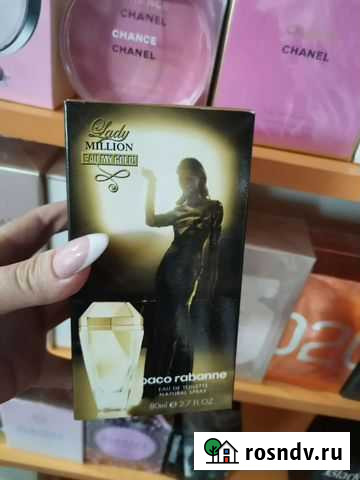 CHANCE
CHANEL
CHANEL
Lady
MILLION
EAU MY GOLD!
paco rabanne
EAU DE TOILETTE
NATURAL SPRAY
80ml e 2.7 FL.OZ.
rosndv.ru